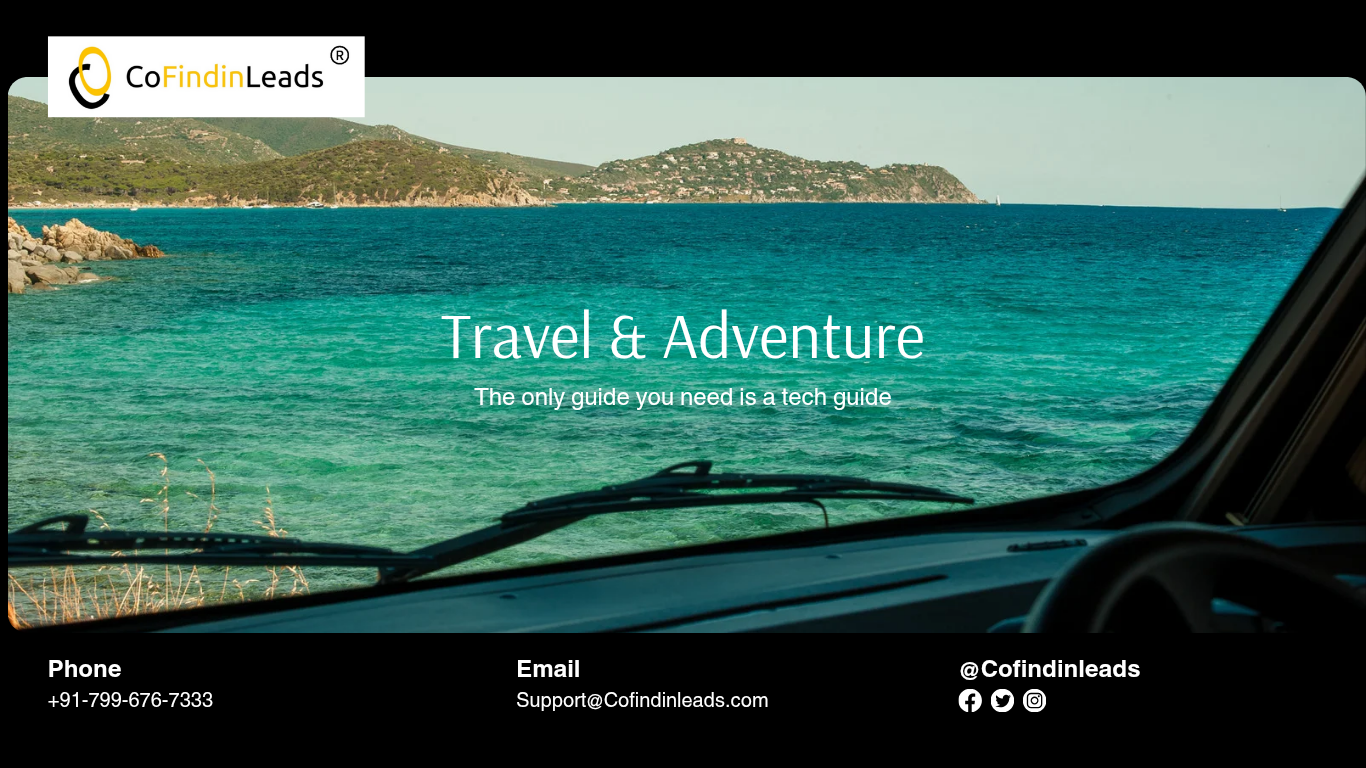 CoFindinLeads ®
Travel & Adventure
The only guide you need is a tech guide
Phone
+91-799-676-7333
Email
Support@Cofindinleads.com
@Cofindinleads